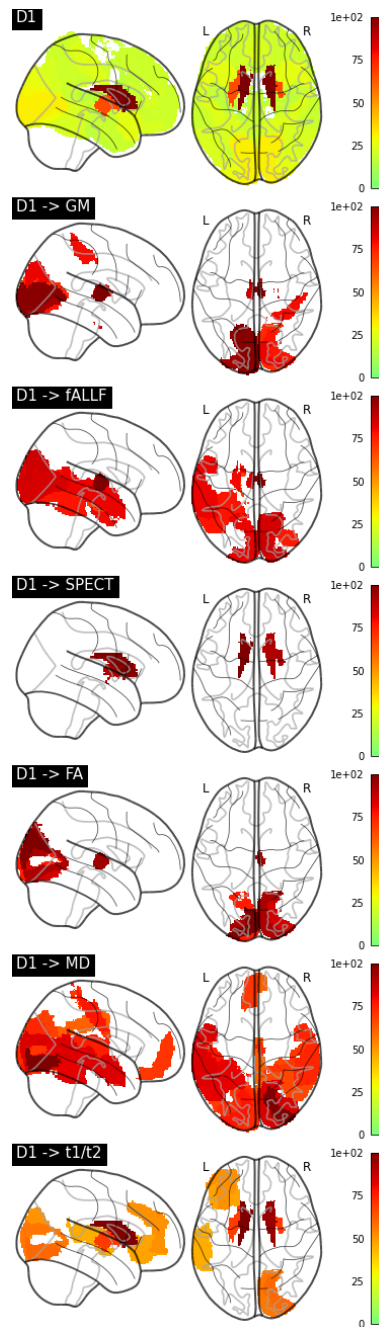 D1
L R
1e+02
75
50
25
0
D1 -> GM
L R
1e+02
75
50
25
0
D1 -> fALLF
L R
1e+02
75
50
25
0
D1 -> SPECT
L R
1e+02
75
50
25
0
D1 -> FA
L R
1e+02
75
50
25
0
D1 -> MD
L R
1e+02
75
50
25
0
D1 -> t1/t2
L R
1e+02
75
50
25
0